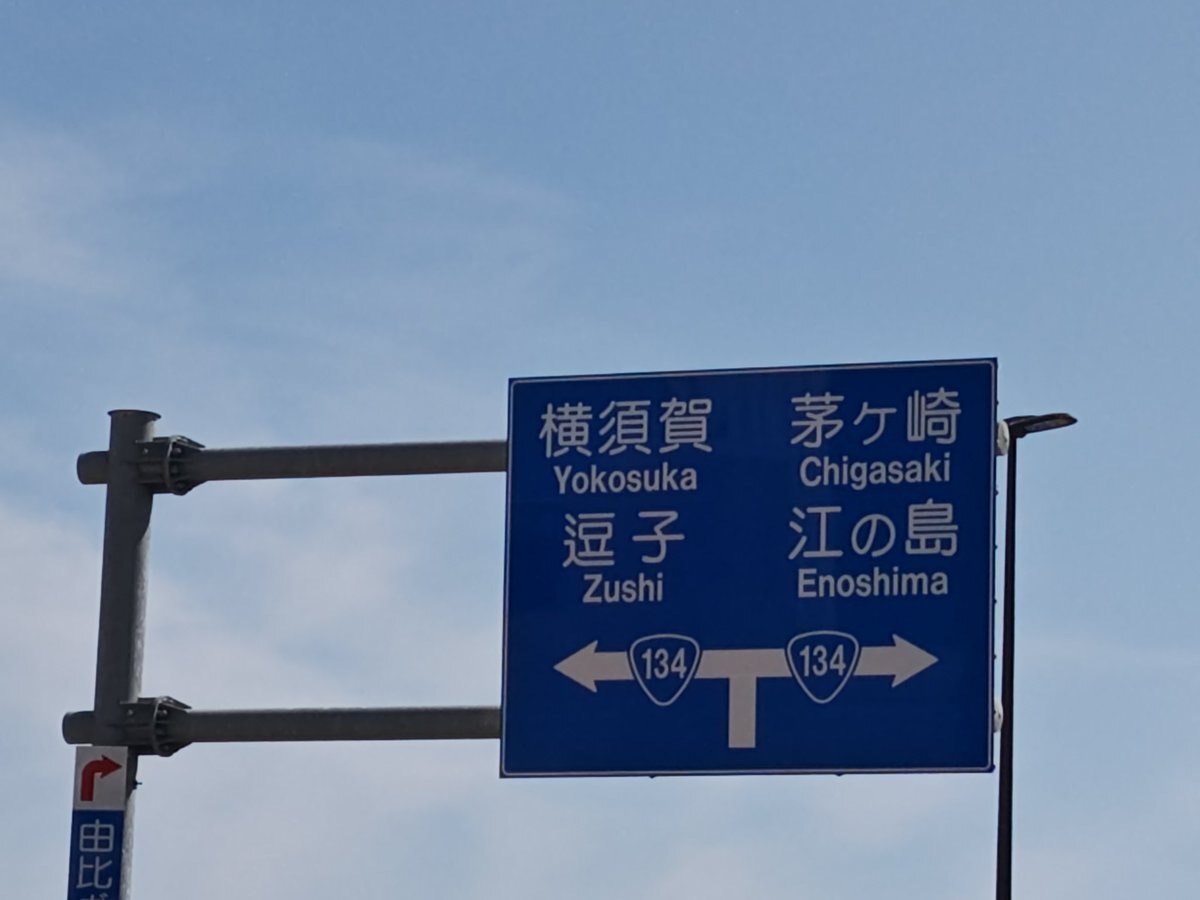 横須賀
Yokosuka
逗子
Zushi
茅ヶ崎
Chigasaki
江の島
Enoshima
134
134
由比